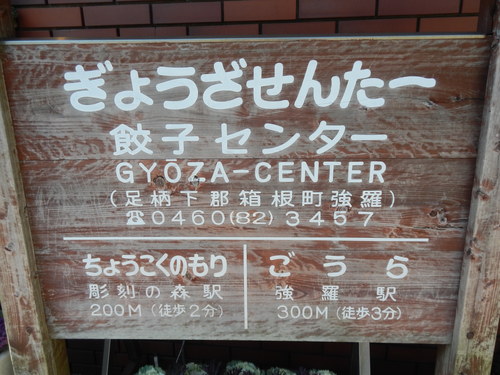 ぎょうざせんたー
餃子センター
GYŌZA-CENTER
(足柄下郡箱根町強羅)
☎0460(82)3457
ちょうこくのもり
彫刻の森駅
200M(徒歩2分)
ごうら
強羅駅
300M(徒歩3分)